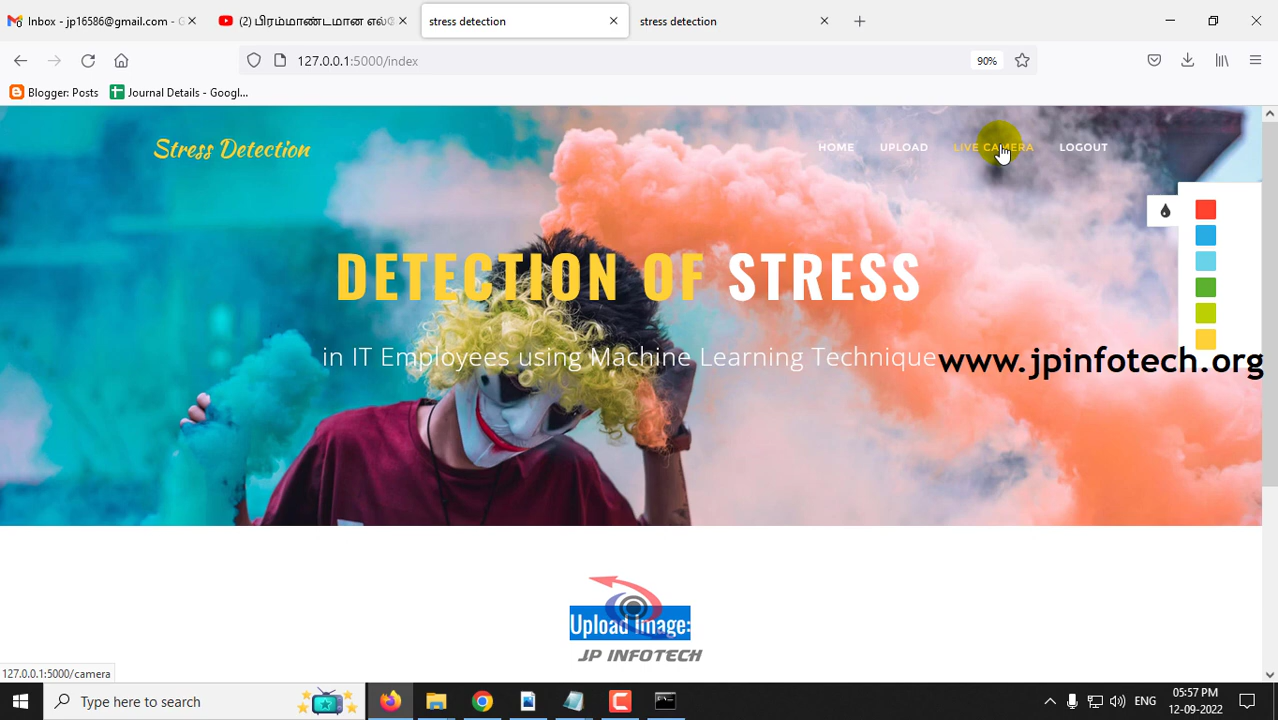 Inbox - jp16586@gmail.com - G
(2) பிரம்மாண்டமான எல்
stress detection
stress detection
127.0.0.1:5000/index
90%
Blogger: Posts
Journal Details - Googl...
Stress Detection
HOME
UPLOAD
LIVE CAMERA
LOGOUT
DETECTION OF STRESS
in IT Employees using Machine Learning Technique
www.jpinfotech.org
Upload Image:
JP INFOTECH
127.0.0.1:5000/camera
Type here to search
ENG
05:57 PM
12-09-2022